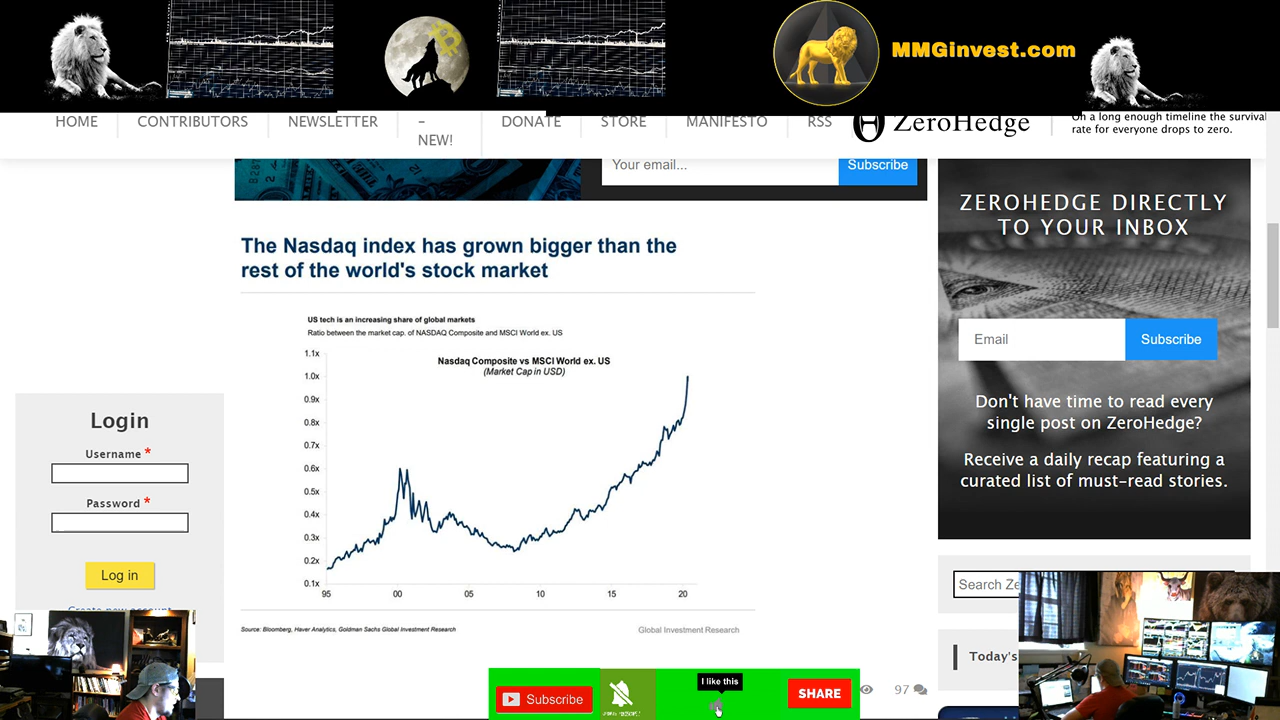 MMGinvest.com
HOME
CONTRIBUTORS
NEWSLETTER
–
NEW!
DONATE
STORE
MANIFESTO
RSS
ZeroHedge
On a long enough timeline the survival
rate for everyone drops to zero.
Your email...
Subscribe
The Nasdaq index has grown bigger than the
rest of the world's stock market
US tech is an increasing share of global markets
Ratio between the market cap. of NASDAQ Composite and MSCI World ex. US
Nasdaq Composite vs MSCI World ex. US
(Market Cap in USD)
1.1x
1.0x
0.9x
0.8x
0.7x
0.6x
0.5x
0.4x
0.3x
0.2x
0.1x
95 00 05 10 15 20
Source: Bloomberg, Haver Analytics, Goldman Sachs Global Investment Research
Global Investment Research
Login
Username *
Password *
Log in
Create new account
ZEROHEDGE DIRECTLY
TO YOUR INBOX
Email
Subscribe
Don't have time to read every
single post on ZeroHedge?
Receive a daily recap featuring a
curated list of must-read stories.
Search Ze
Today's
Subscribe
I like this
SHARE
97